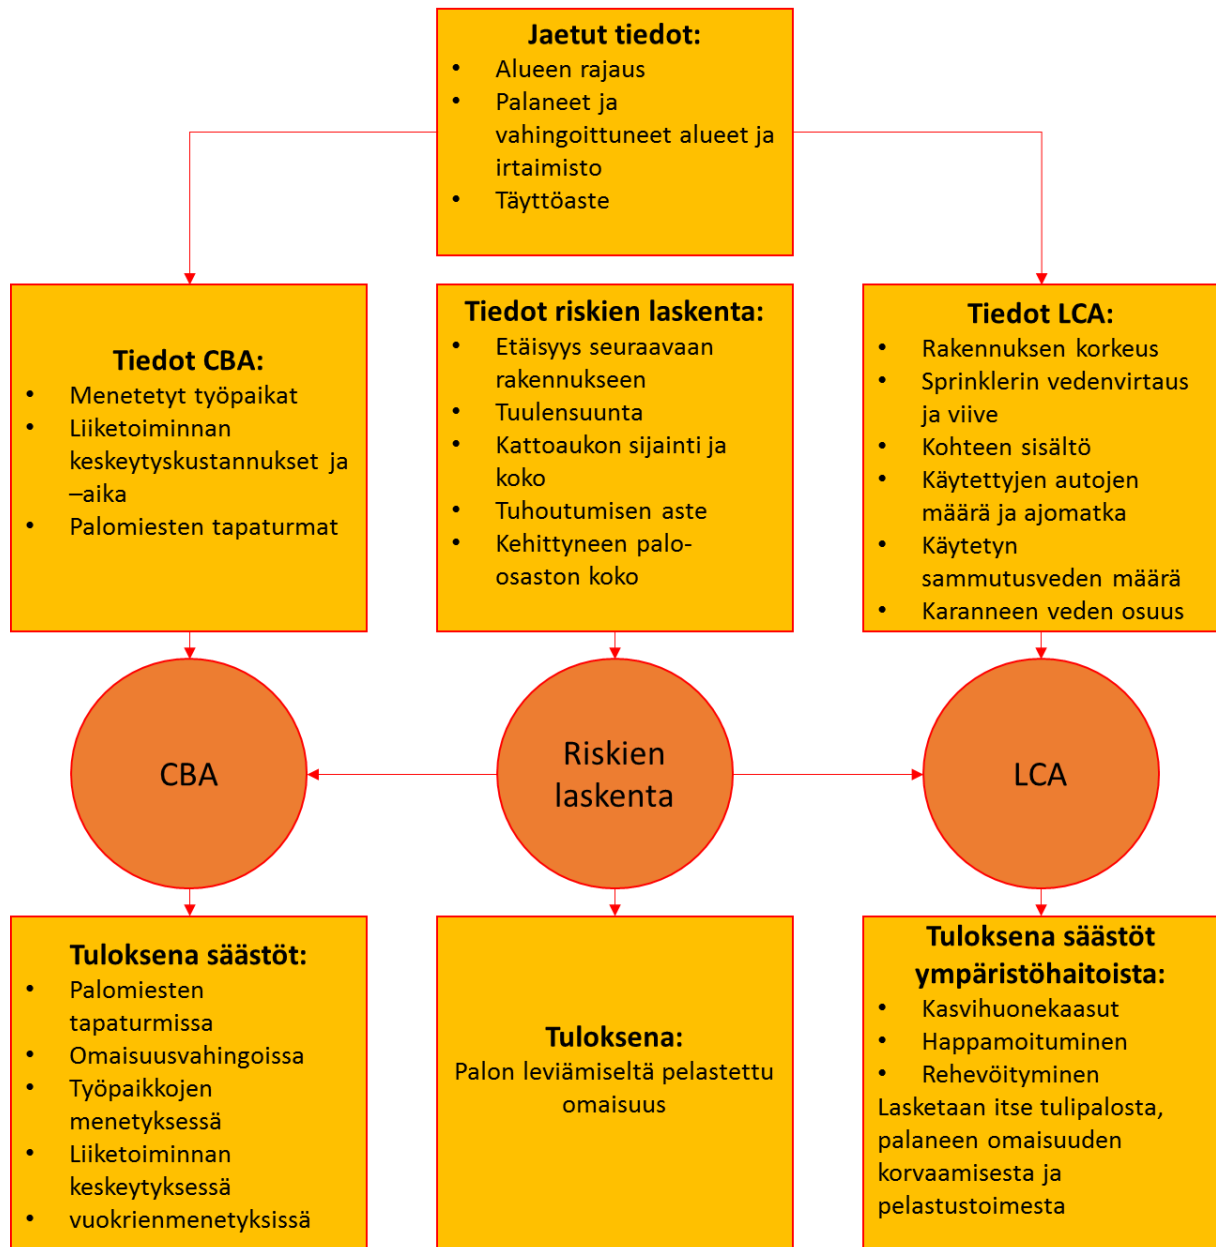 Jaetut tiedot:
• Alueen rajaus
• Palaneet ja
vahingoittuneet alueet ja
irtaimisto
• Täyttöaste
Tiedot CBA:
• Menetetyt työpaikat
• Liiketoiminnan
keskeytyskustannukset ja
–aika
• Palomiesten tapaturmat
Tiedot riskien laskenta:
• Etäisyys seuraavaan
rakennukseen
• Tuulensuunta
• Kattoaukon sijainti ja
koko
• Tuhoutumisen aste
• Kehittyneen palo-
osaston koko
Tiedot LCA:
• Rakennuksen korkeus
• Sprinklerin vedenvirtaus
ja viive
• Kohteen sisältö
• Käytettyjen autojen
määrä ja ajomatka
• Käytetyn
sammutusveden määrä
• Karanneen veden osuus
CBA
Riskien
laskenta
LCA
Tuloksena säästöt:
• Palomiesten
tapaturmissa
• Omaisuusvahingoissa
• Työpaikkojen
menetyksessä
• Liiketoiminnan
keskeytyksessä
• vuokrienmenetyksissä
Tuloksena:
Palon leviämiseltä pelastettu
omaisuus
Tuloksena säästöt
ympäristöhaitoista:
• Kasvihuonekaasut
• Happamoituminen
• Rehevöityminen
Lasketaan itse tulipalosta,
palaneen omaisuuden
korvaamisesta ja
pelastustoimesta